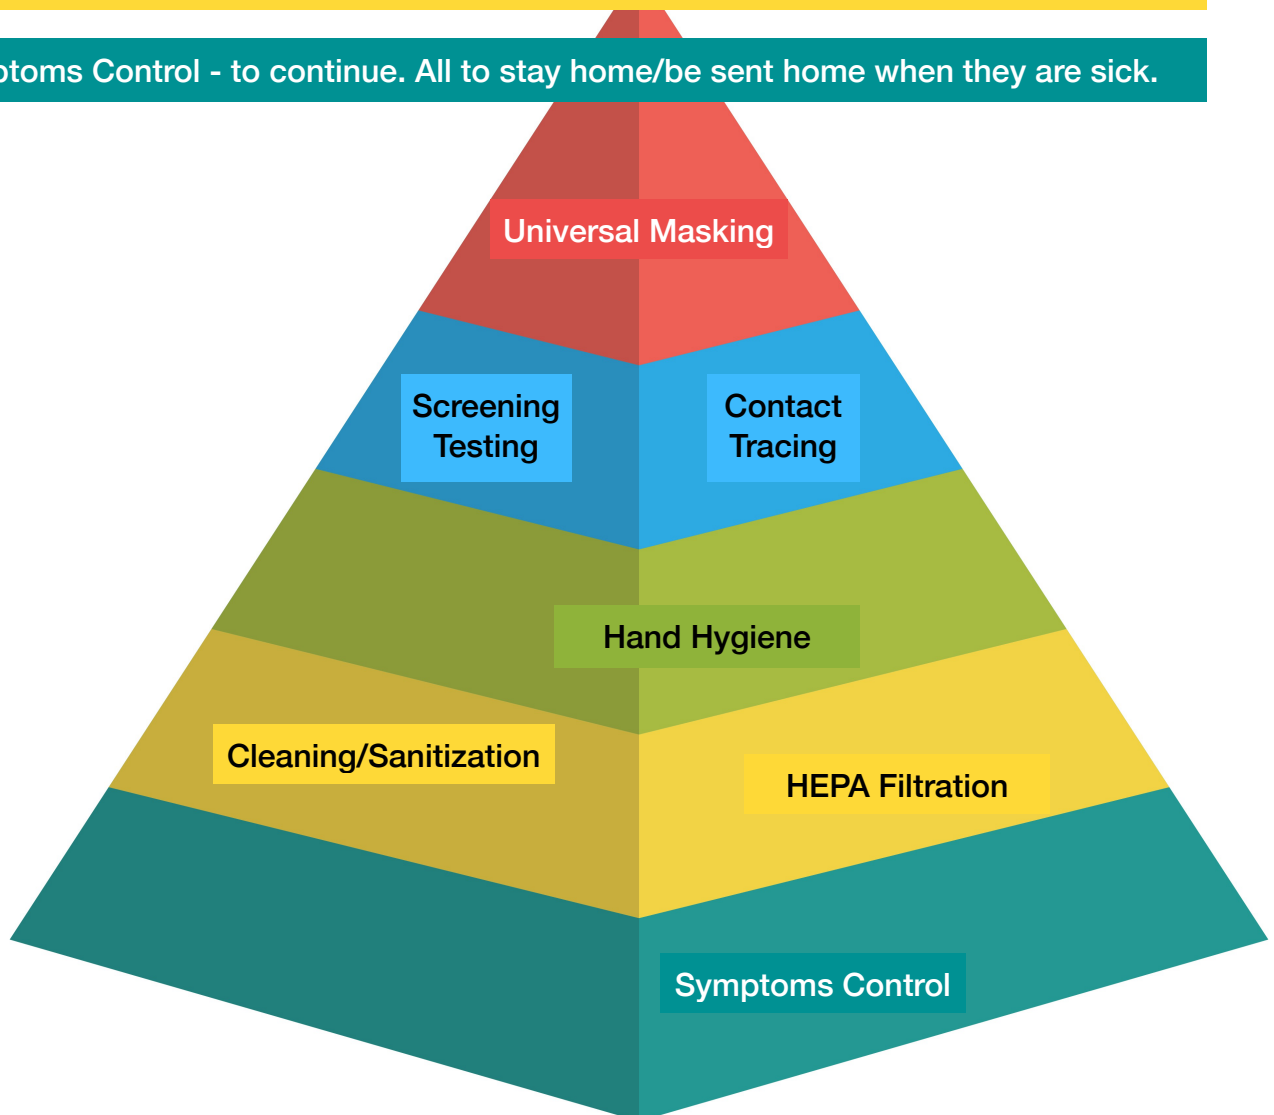 Control - to continue. All to stay home/be sent home when they are sick.
Universal Masking
Screening
Testing
Contact
Tracing
Hand Hygiene
Cleaning/Sanitization
HEPA Filtration
Symptoms Control